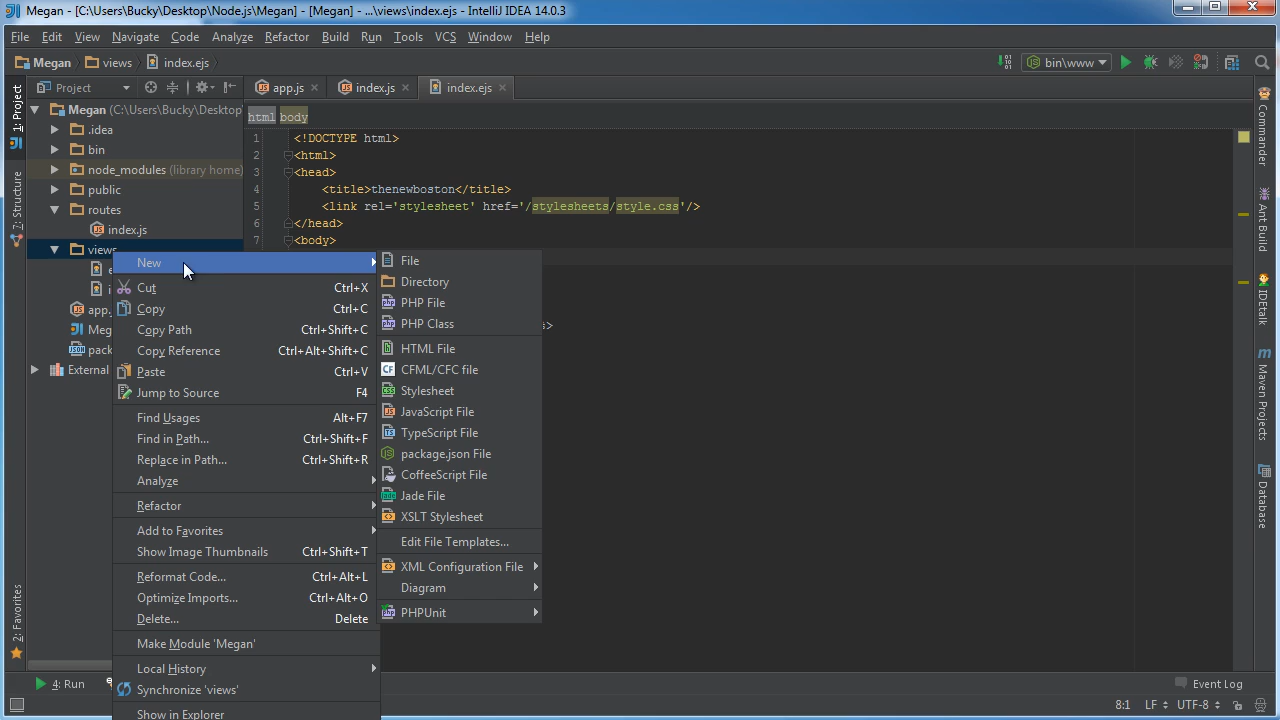 Megan - [C:\Users\Bucky\Desktop\Node.js\Megan] - [Megan] - ...\views\index.ejs - IntelliJ IDEA 14.0.3
File Edit View Navigate Code Analyze Refactor Build Run Tools VCS Window Help
Megan views index.ejs bin\www
Project app.js index.js index.ejs
1: Project
7: Structure
2: Favorites
Megan (C:\Users\Bucky\Desktop
.idea
bin
node_modules (library home)
public
routes
index.js
views
e
i
app.
Meg
pack
External
html body
1 <!DOCTYPE html>
2 <html>
3 <head>
4 <title>thenewboston</title>
5 <link rel='stylesheet' href='/stylesheets/style.css'/>
6 </head>
7 <body>
s>
New
Cut Ctrl+X
Copy Ctrl+C
Copy Path Ctrl+Shift+C
Copy Reference Ctrl+Alt+Shift+C
Paste Ctrl+V
Jump to Source F4
Find Usages Alt+F7
Find in Path... Ctrl+Shift+F
Replace in Path... Ctrl+Shift+R
Analyze
Refactor
Add to Favorites
Show Image Thumbnails Ctrl+Shift+T
Reformat Code... Ctrl+Alt+L
Optimize Imports... Ctrl+Alt+O
Delete... Delete
Make Module 'Megan'
Local History
Synchronize 'views'
Show in Explorer
File
Directory
PHP File
PHP Class
HTML File
CFML/CFC file
Stylesheet
JavaScript File
TypeScript File
package.json File
CoffeeScript File
Jade File
XSLT Stylesheet
Edit File Templates...
XML Configuration File
Diagram
PHPUnit
Commander
Ant Build
IDEtalk
Maven Projects
Database
4: Run Event Log
8:1 LF UTF-8